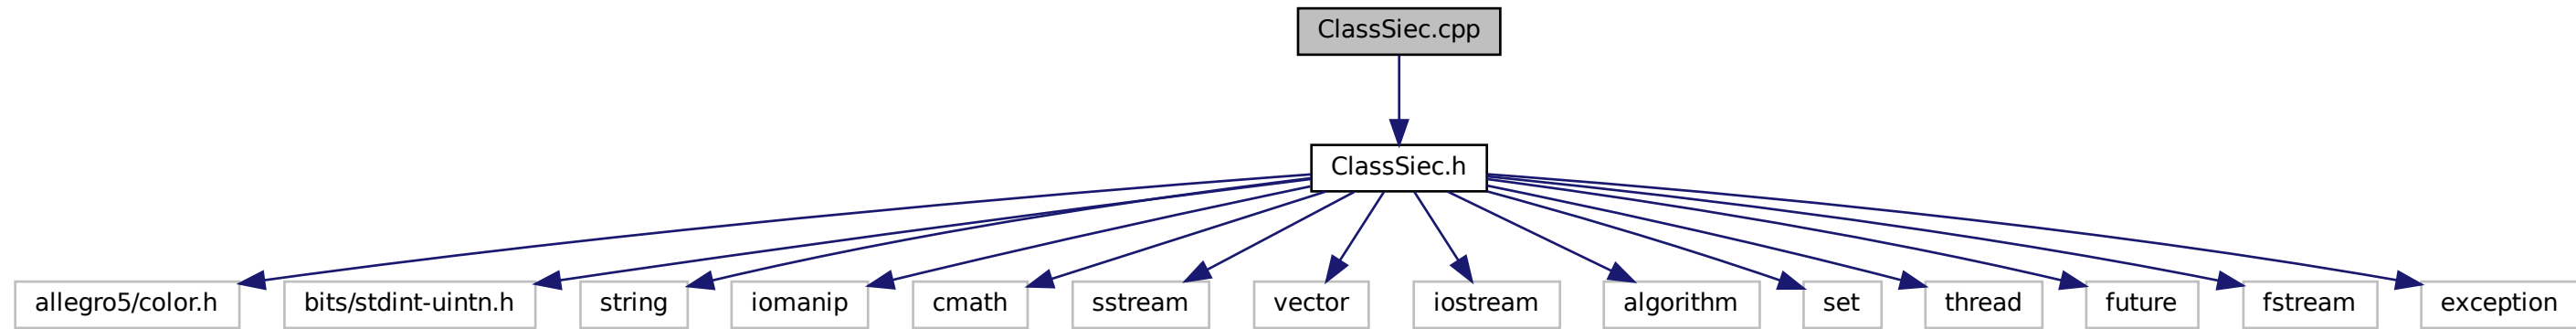 ClassSiec.cpp
ClassSiec.h
allegro5/color.h
bits/stdint-uintn.h
string
iomanip
cmath
sstream
vector
iostream
algorithm
set
thread
future
fstream
exception